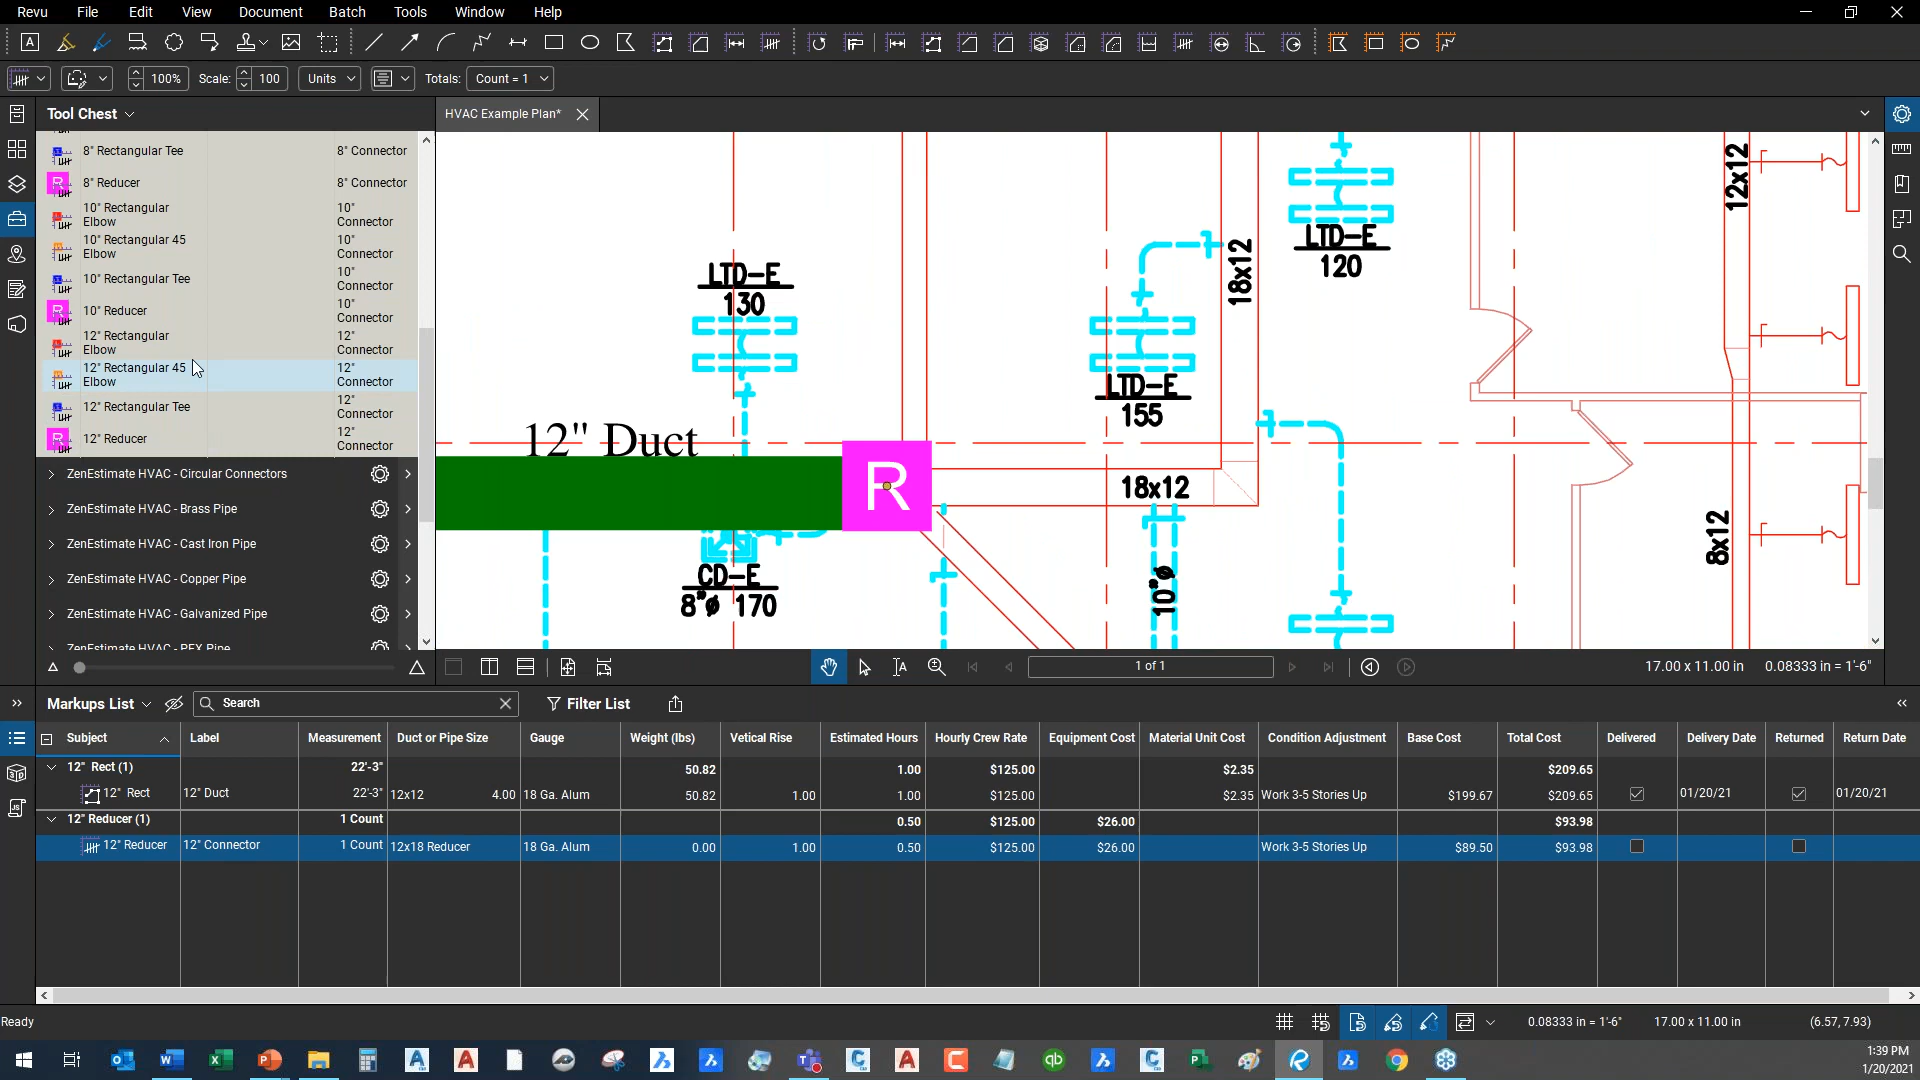 Revu File Edit View Document Batch Tools Window Help
100% Scale: 100 Units Totals: Count = 1
Tool Chest
HVAC Example Plan*
8" Rectangular Tee 8" Connector
8" Reducer 8" Connector
10" Rectangular Elbow 10" Connector
10" Rectangular 45 Elbow 10" Connector
10" Rectangular Tee 10" Connector
10" Reducer 10" Connector
12" Rectangular Elbow 12" Connector
12" Rectangular 45 Elbow 12" Connector
12" Rectangular Tee 12" Connector
12" Reducer 12" Connector
ZenEstimate HVAC - Circular Connectors
ZenEstimate HVAC - Brass Pipe
ZenEstimate HVAC - Cast Iron Pipe
ZenEstimate HVAC - Copper Pipe
ZenEstimate HVAC - Galvanized Pipe
ZenEstimate HVAC - PEX Pipe
LTD-E
130
12" Duct
R
CD-E
8"ø 170
LTD-E
155
18x12
18x12
10"ø
LTD-E
120
12x12
8x12
1 of 1
17.00 x 11.00 in 0.08333 in = 1'-6"
Markups List Search Filter List
Subject Label Measurement Duct or Pipe Size Gauge Weight (lbs) Vetical Rise Estimated Hours Hourly Crew Rate Equipment Cost Material Unit Cost Condition Adjustment Base Cost Total Cost Delivered Delivery Date Returned Return Date
12" Rect (1) 22'-3" 50.82 1.00 $125.00 $2.35 $209.65
12" Rect 12" Duct 22'-3" 12x12 4.00 18 Ga. Alum 50.82 1.00 1.00 $125.00 $2.35 Work 3-5 Stories Up $199.67 $209.65 01/20/21 01/20/21
12" Reducer (1) 1 Count 0.50 $125.00 $26.00 $93.98
12" Reducer 12" Connector 1 Count 12x18 Reducer 18 Ga. Alum 0.00 1.00 0.50 $125.00 $26.00 Work 3-5 Stories Up $89.50 $93.98
Ready
0.08333 in = 1'-6" 17.00 x 11.00 in (6.57, 7.93)
1:39 PM
1/20/2021